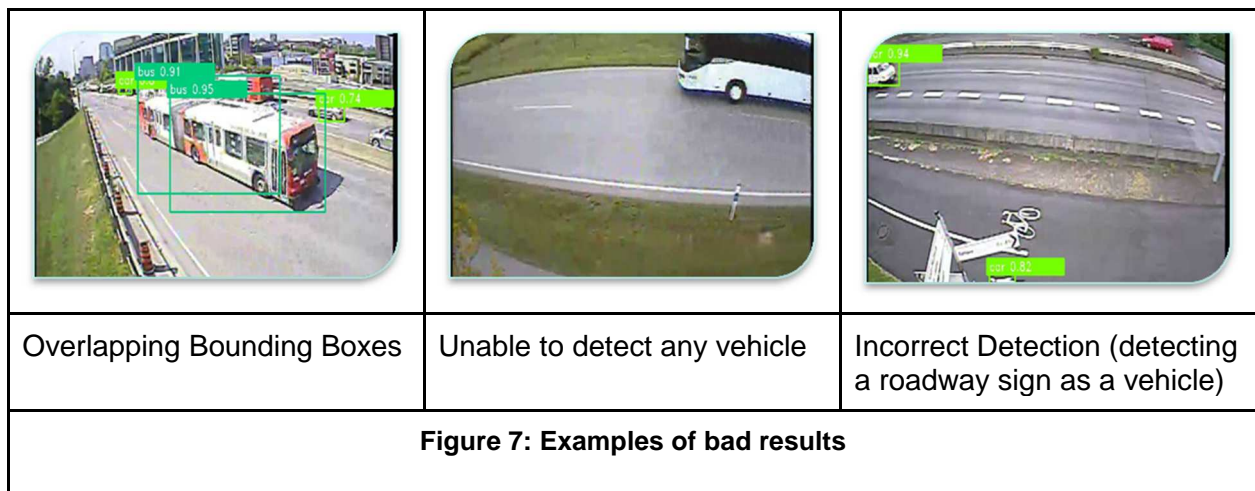 bus 0.91
bus 0.95
car 0.74
car 0.94
car 0.82
Overlapping Bounding Boxes
Unable to detect any vehicle
Incorrect Detection (detecting
a roadway sign as a vehicle)
Figure 7: Examples of bad results